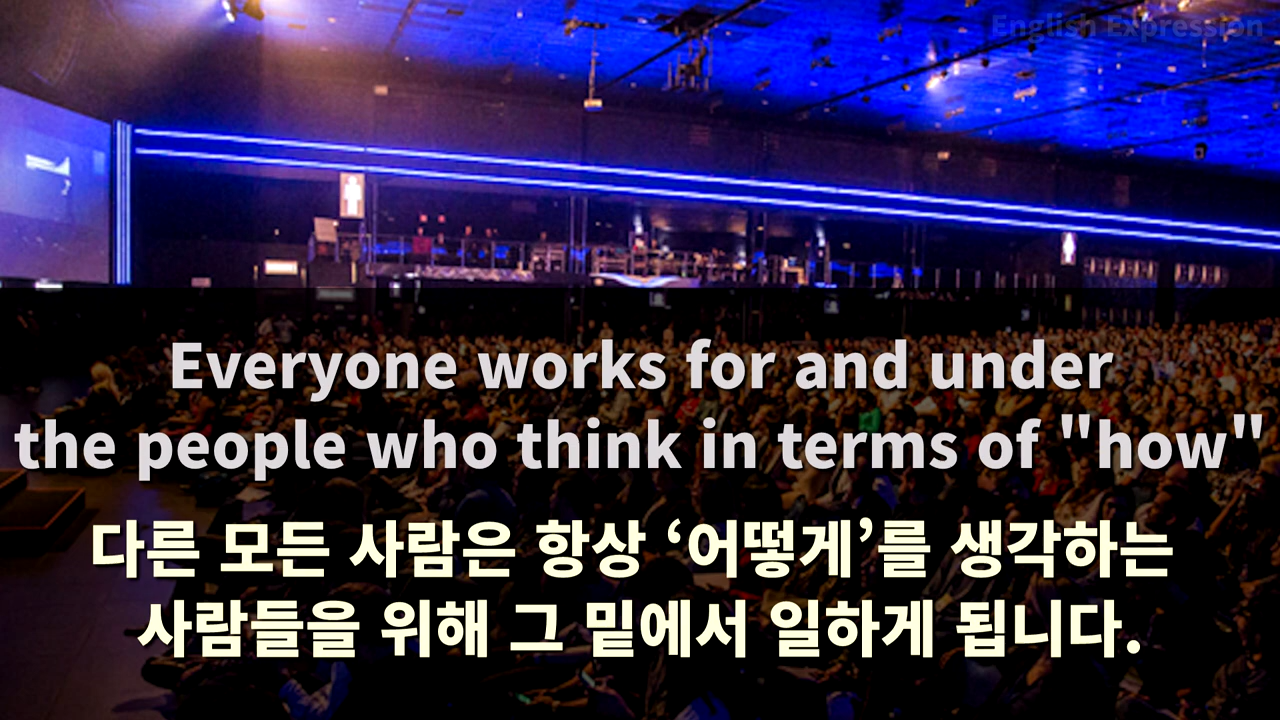 English Expression
Everyone works for and under
the people who think in terms of "how"
다른 모든 사람은 항상 ‘어떻게’를 생각하는
사람들을 위해 그 밑에서 일하게 됩니다.